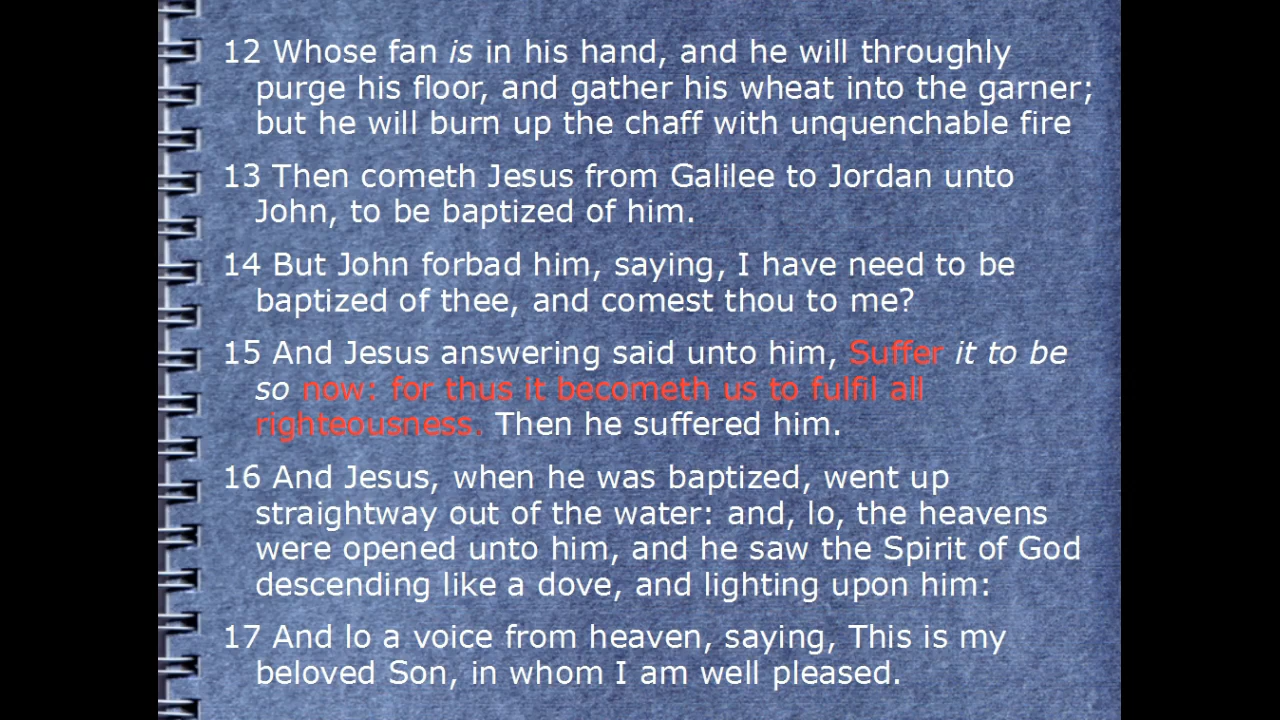 12 Whose fan is in his hand, and he will throughly
purge his floor, and gather his wheat into the garner;
but he will burn up the chaff with unquenchable fire
13 Then cometh Jesus from Galilee to Jordan unto
John, to be baptized of him.
14 But John forbad him, saying, I have need to be
baptized of thee, and comest thou to me?
15 And Jesus answering said unto him, Suffer it to be
so now: for thus it becometh us to fulfil all
righteousness. Then he suffered him.
16 And Jesus, when he was baptized, went up
straightway out of the water: and, lo, the heavens
were opened unto him, and he saw the Spirit of God
descending like a dove, and lighting upon him:
17 And lo a voice from heaven, saying, This is my
beloved Son, in whom I am well pleased.